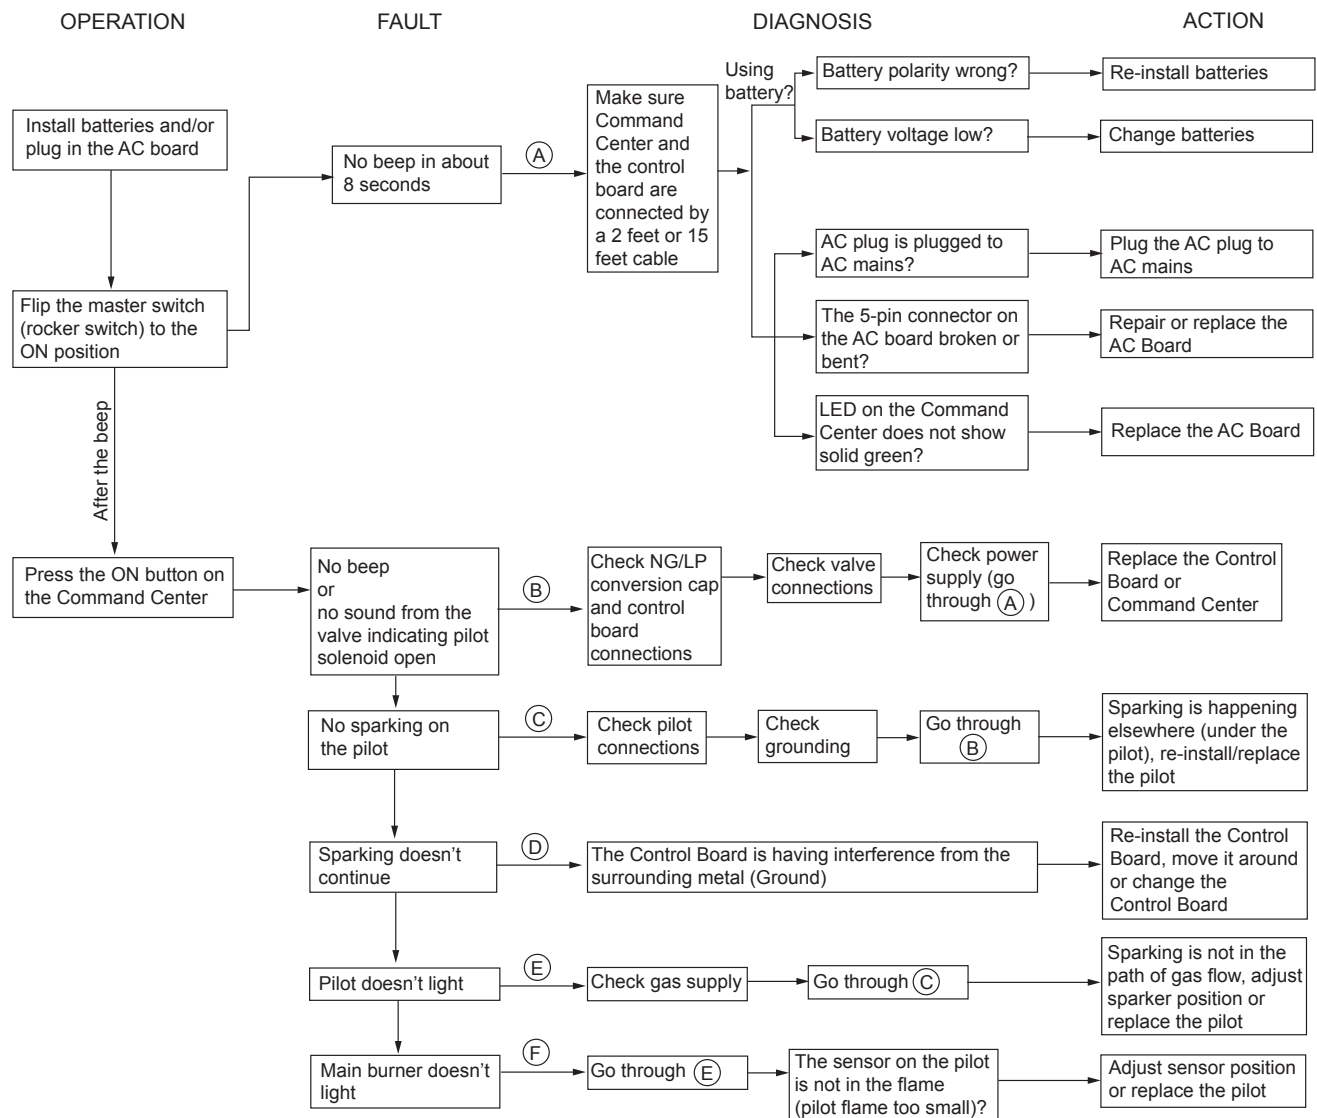 OPERATION
FAULT
DIAGNOSIS
ACTION
Install batteries and/or
plug in the AC board
Flip the master switch
(rocker switch) to the
ON position
After the beep
Press the ON button on
the Command Center
No beep in about
8 seconds
A
Make sure
Command
Center and
the control
board are
connected by
a 2 feet or 15
feet cable
Using
battery?
Battery polarity wrong?
Re-install batteries
Battery voltage low?
Change batteries
AC plug is plugged to
AC mains?
Plug the AC plug to
AC mains
The 5-pin connector on
the AC board broken or
bent?
Repair or replace the
AC Board
LED on the Command
Center does not show
solid green?
Replace the AC Board
No beep
or
no sound from the
valve indicating pilot
solenoid open
B
Check NG/LP
conversion cap
and control
board
connections
Check valve
connections
Check power
supply (go
through A )
Replace the Control
Board or
Command Center
No sparking on
the pilot
C
Check pilot
connections
Check
grounding
Go through
B
Sparking is happening
elsewhere (under the
pilot), re-install/replace
the pilot
Sparking doesn't
continue
D
The Control Board is having interference from the
surrounding metal (Ground)
Re-install the Control
Board, move it around
or change the
Control Board
Pilot doesn't light
E
Check gas supply
Go through C
Sparking is not in the
path of gas flow, adjust
sparker position or
replace the pilot
Main burner doesn't
light
F
Go through E
The sensor on the pilot
is not in the flame
(pilot flame too small)?
Adjust sensor position
or replace the pilot